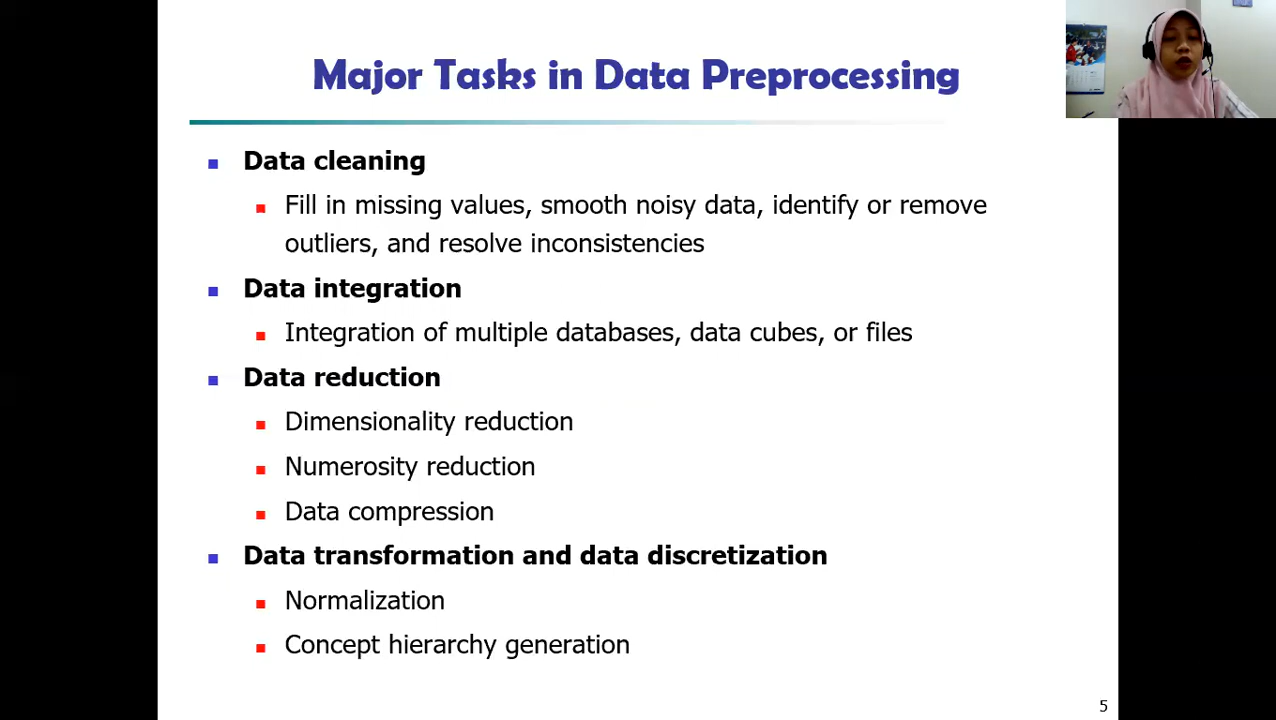 Major Tasks in Data Preprocessing
Data cleaning
Fill in missing values, smooth noisy data, identify or remove
outliers, and resolve inconsistencies
Data integration
Integration of multiple databases, data cubes, or files
Data reduction
Dimensionality reduction
Numerosity reduction
Data compression
Data transformation and data discretization
Normalization
Concept hierarchy generation
5